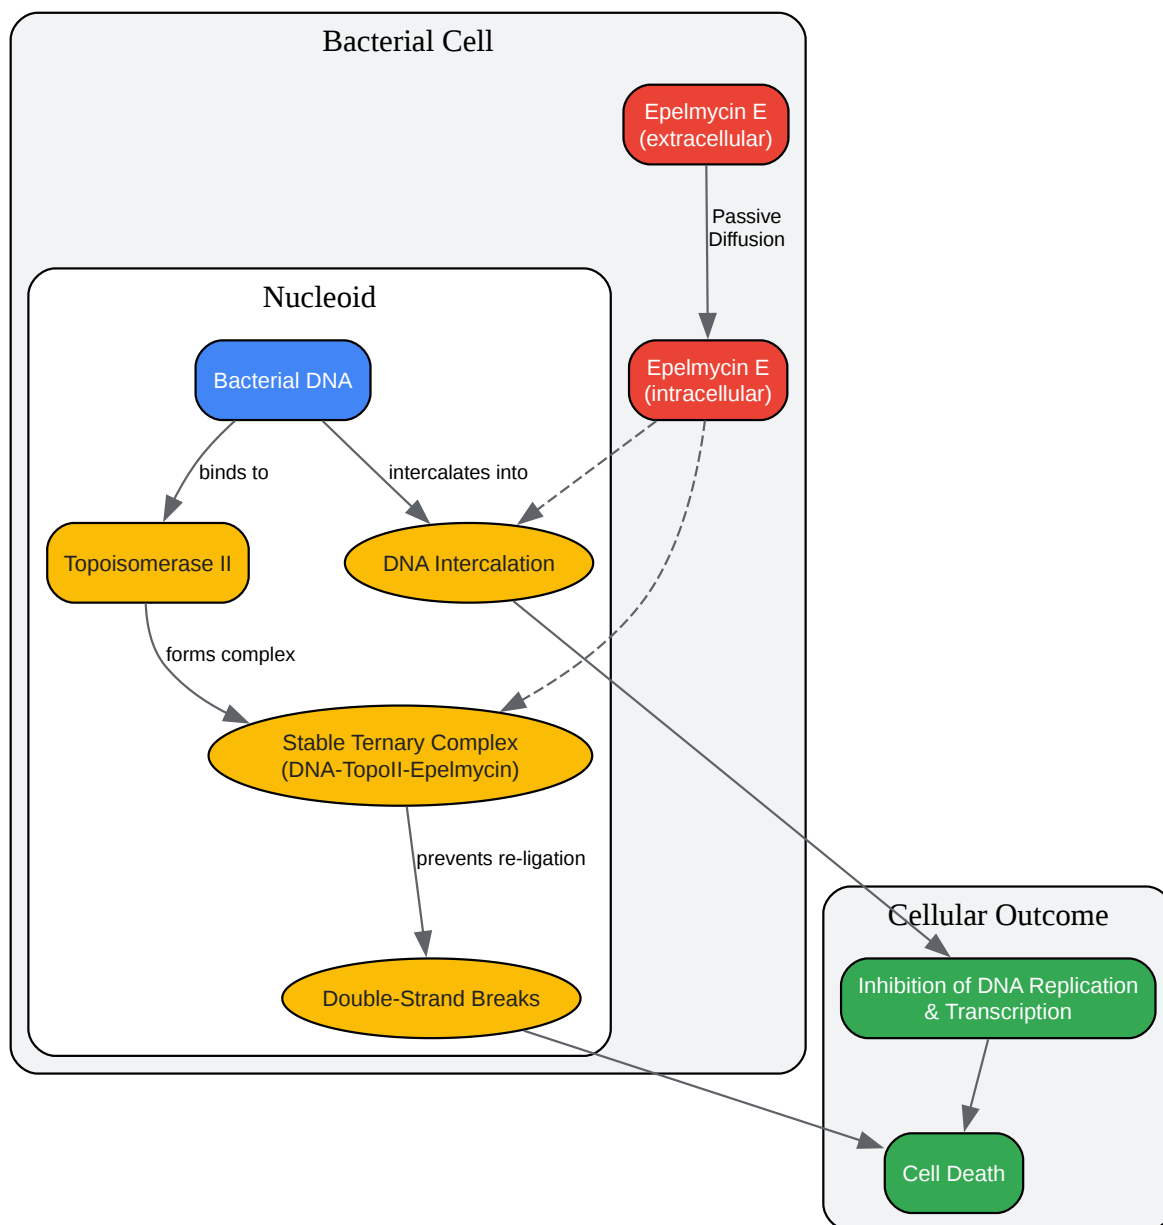 Bacterial Cell
Epelmycin E
(extracellular)
Passive
Diffusion
Nucleoid
Bacterial DNA
Epelmycin E
(intracellular)
binds to
intercalates into
Topoisomerase II
DNA Intercalation
forms complex
Stable Ternary Complex
(DNA-TopoII-Epelmycin)
prevents re-ligation
Cellular Outcome
Double-Strand Breaks
Inhibition of DNA Replication
& Transcription
Cell Death